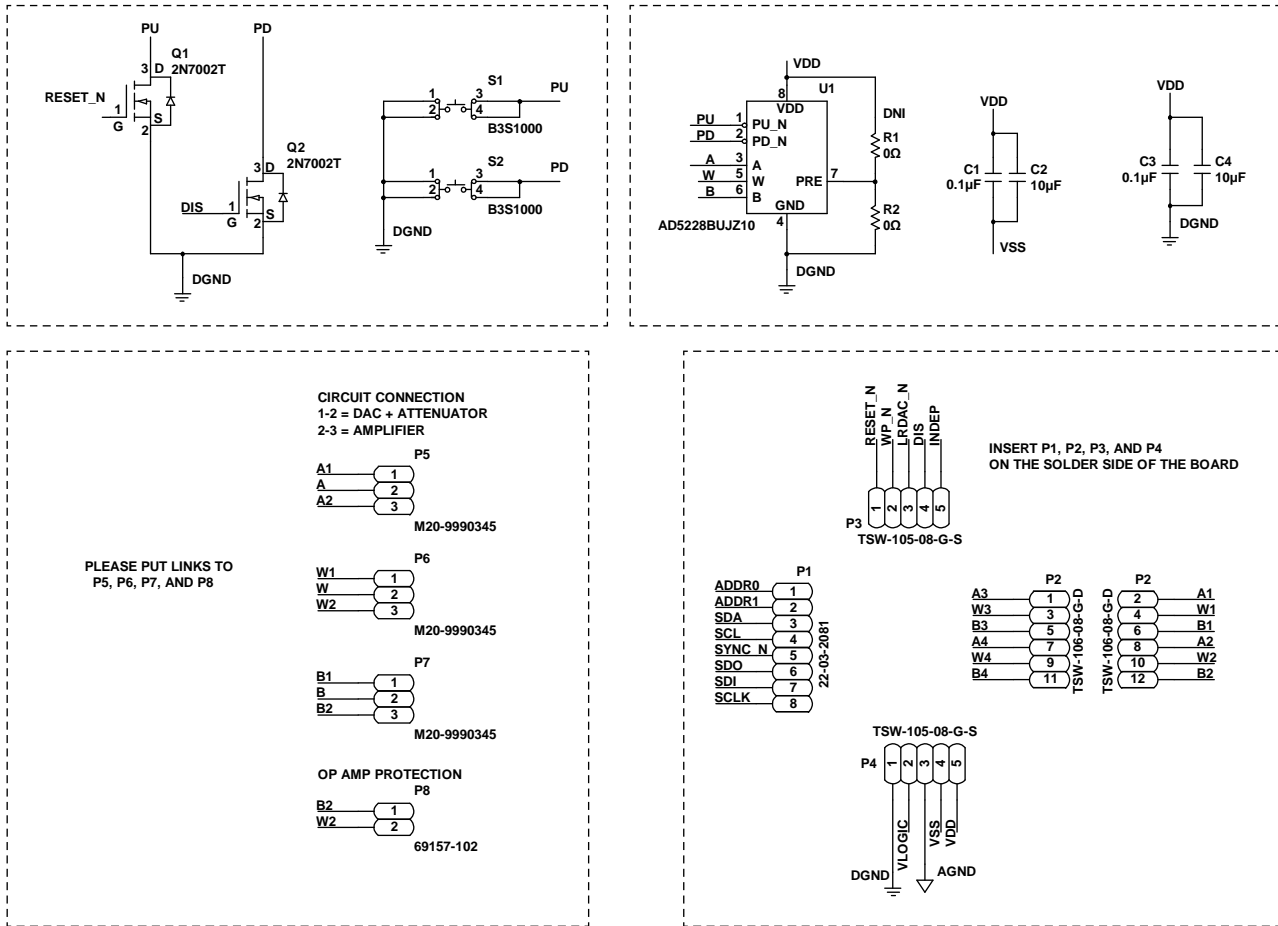 PU
PD
Q1
2N7002T
3 D
RESET_N
1
G
S
2
Q2
2N7002T
3 D
DIS
1
G
S
2
DGND
S1
PU
1
2
3
4
B3S1000
S2
PD
1
2
3
4
B3S1000
DGND
VDD
U1
8
VDD
PU 1 PU_N
PD 2 PD_N
A 3 A
W 5 W
B 6 B
PRE 7
GND
4
AD5228BUJZ10
DGND
DNI
R1
0Ω
R2
0Ω
VDD
C1
0.1µF
C2
10µF
VSS
VDD
C3
0.1µF
C4
10µF
DGND
CIRCUIT CONNECTION
1-2 = DAC + ATTENUATOR
2-3 = AMPLIFIER
P5
A1 1
A 2
A2 3
M20-9990345
PLEASE PUT LINKS TO
P5, P6, P7, AND P8
P6
W1 1
W 2
W2 3
M20-9990345
P7
B1 1
B 2
B2 3
M20-9990345
OP AMP PROTECTION
P8
B2 1
W2 2
69157-102
RESET_N
WP_N
LRDAC_N
DIS
INDEP
1
2
3
4
5
P3
TSW-105-08-G-S
INSERT P1, P2, P3, AND P4
ON THE SOLDER SIDE OF THE BOARD
P1
ADDR0 1
ADDR1 2
SDA 3
SCL 4
SYNC_N 5
SDO 6
SDI 7
SCLK 8
22-03-2081
P2
A3 1
W3 3
B3 5
A4 7
W4 9
B4 11
TSW-106-08-G-D
P2
2 A1
4 W1
6 B1
8 A2
10 W2
12 B2
TSW-106-08-G-D
TSW-105-08-G-S
P4
1
2
3
4
5
VLOGIC
VSS
VDD
DGND
AGND